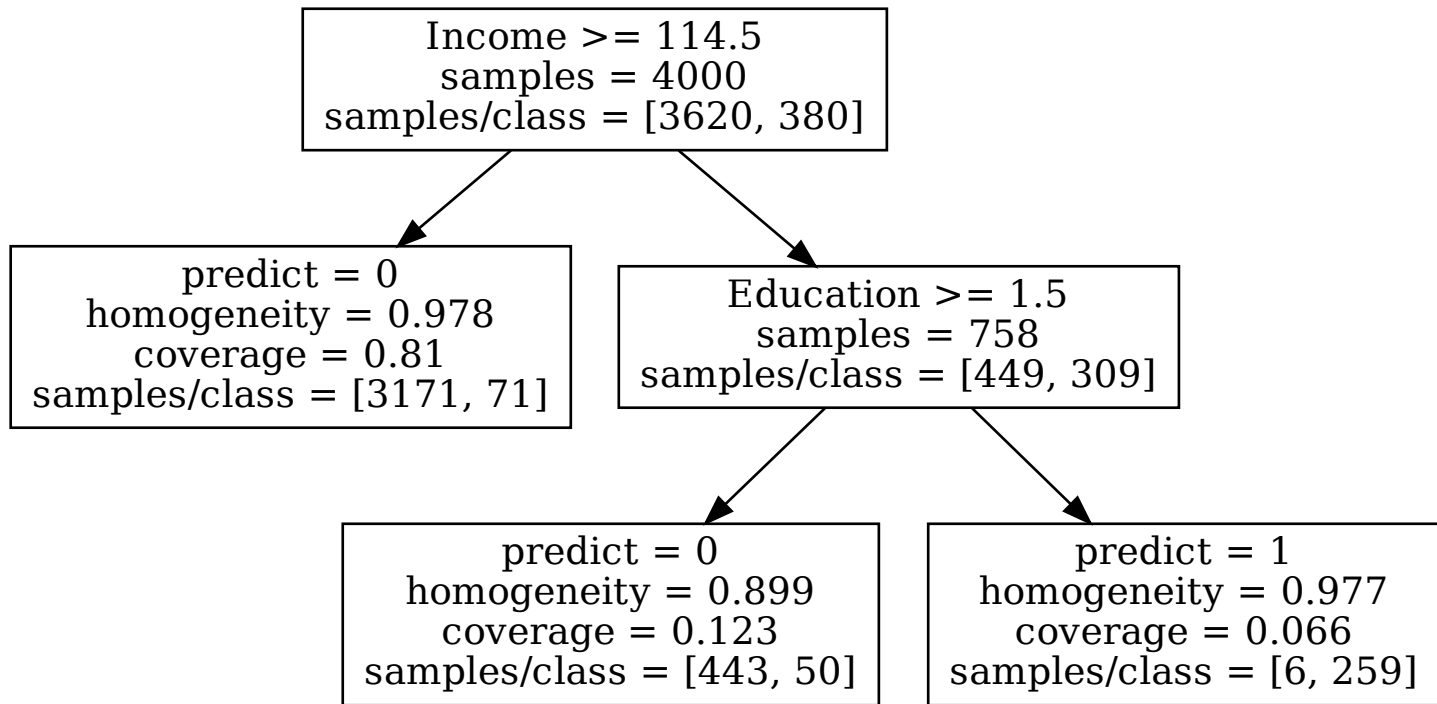 Income >= 114.5
samples = 4000
samples/class = [3620, 380]
predict = 0
homogeneity = 0.978
coverage = 0.81
samples/class = [3171, 71]
Education >= 1.5
samples = 758
samples/class = [449, 309]
predict = 0
homogeneity = 0.899
coverage = 0.123
samples/class = [443, 50]
predict = 1
homogeneity = 0.977
coverage = 0.066
samples/class = [6, 259]